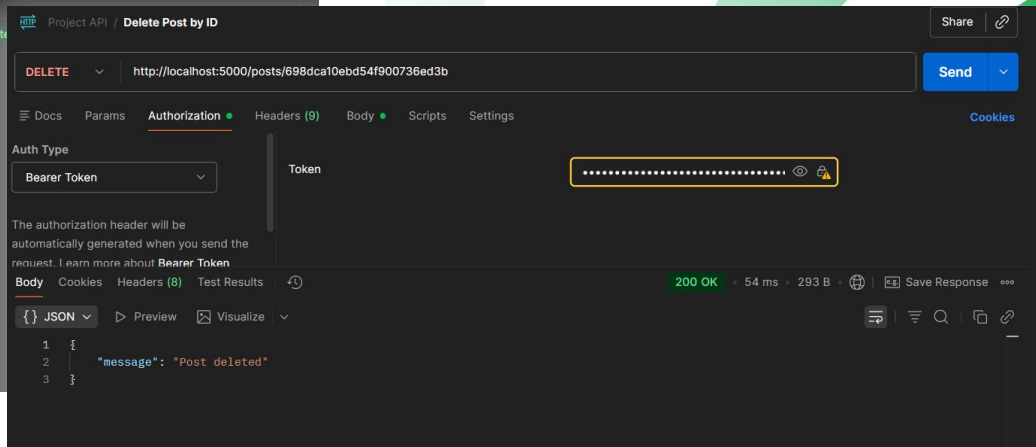 HTTP Project API / Delete Post by ID Share
DELETE http://localhost:5000/posts/698dca10ebd54f900736ed3b Send
Docs Params Authorization Headers (9) Body Scripts Settings Cookies
Auth Type
Bearer Token
Token
The authorization header will be
automatically generated when you send the
request. Learn more about Bearer Token
Body Cookies Headers (8) Test Results 200 OK 54 ms 293 B e.g. Save Response
{} JSON Preview Visualize
1 {
2 "message": "Post deleted"
3 }